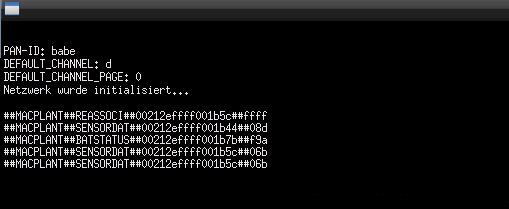 PAN-ID: babe
DEFAULT_CHANNEL: d
DEFAULT_CHANNEL_PAGE: 0
Netzwerk wurde initialisiert...
##MACPLANT##REASSOCI##00212effff001b5c##ffff
##MACPLANT##SENSORDAT##00212effff001b44##08d
##MACPLANT##BATSTATUS##00212effff001b7b##f9a
##MACPLANT##SENSORDAT##00212effff001b5c##06b
##MACPLANT##SENSORDAT##00212effff001b5c##06b